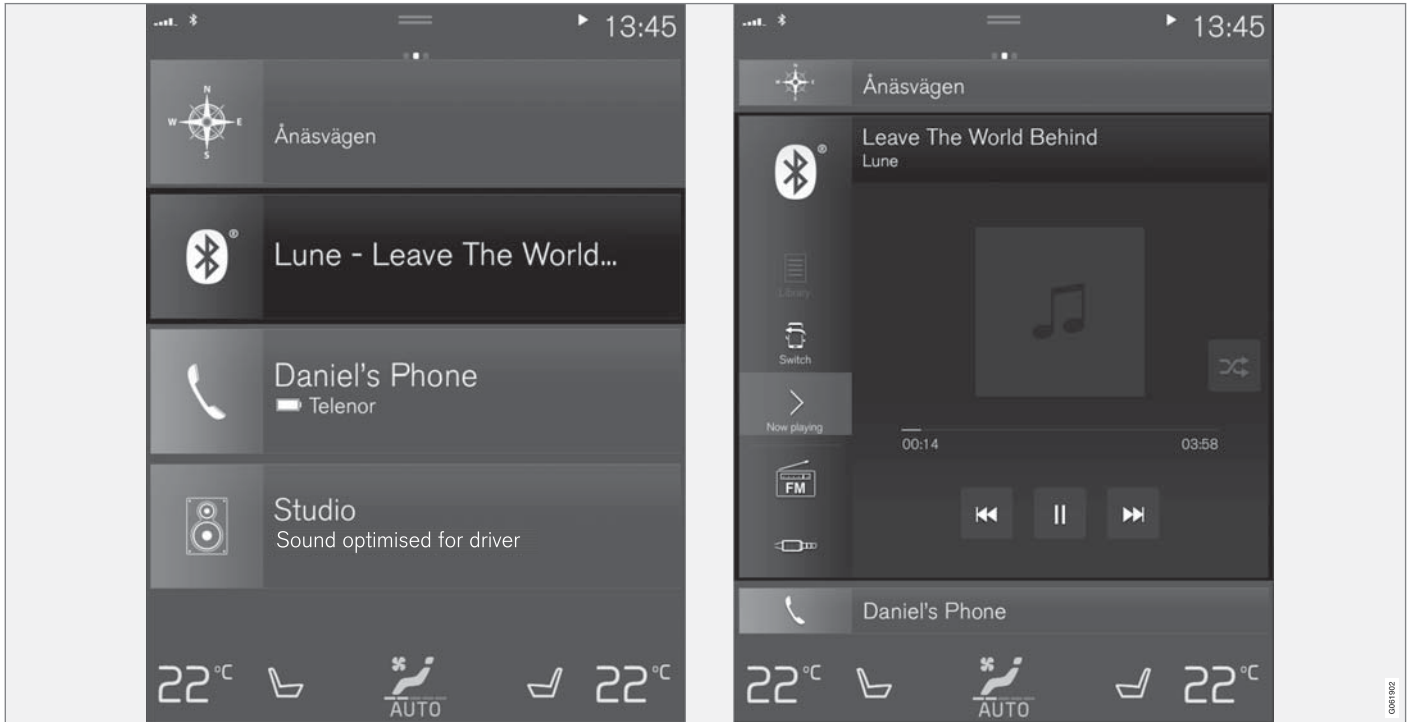 13:45
N
W E
S
Ånäsvägen
®
Lune - Leave The World...
Daniel's Phone
Telenor
Studio
Sound optimised for driver
22°C
AUTO
22°C
13:45
N
Ånäsvägen
®
Leave The World Behind
Lune
Library
Switch
Now playing
00:14
03:58
FM
Daniel's Phone
22°C
AUTO
22°C
G061902